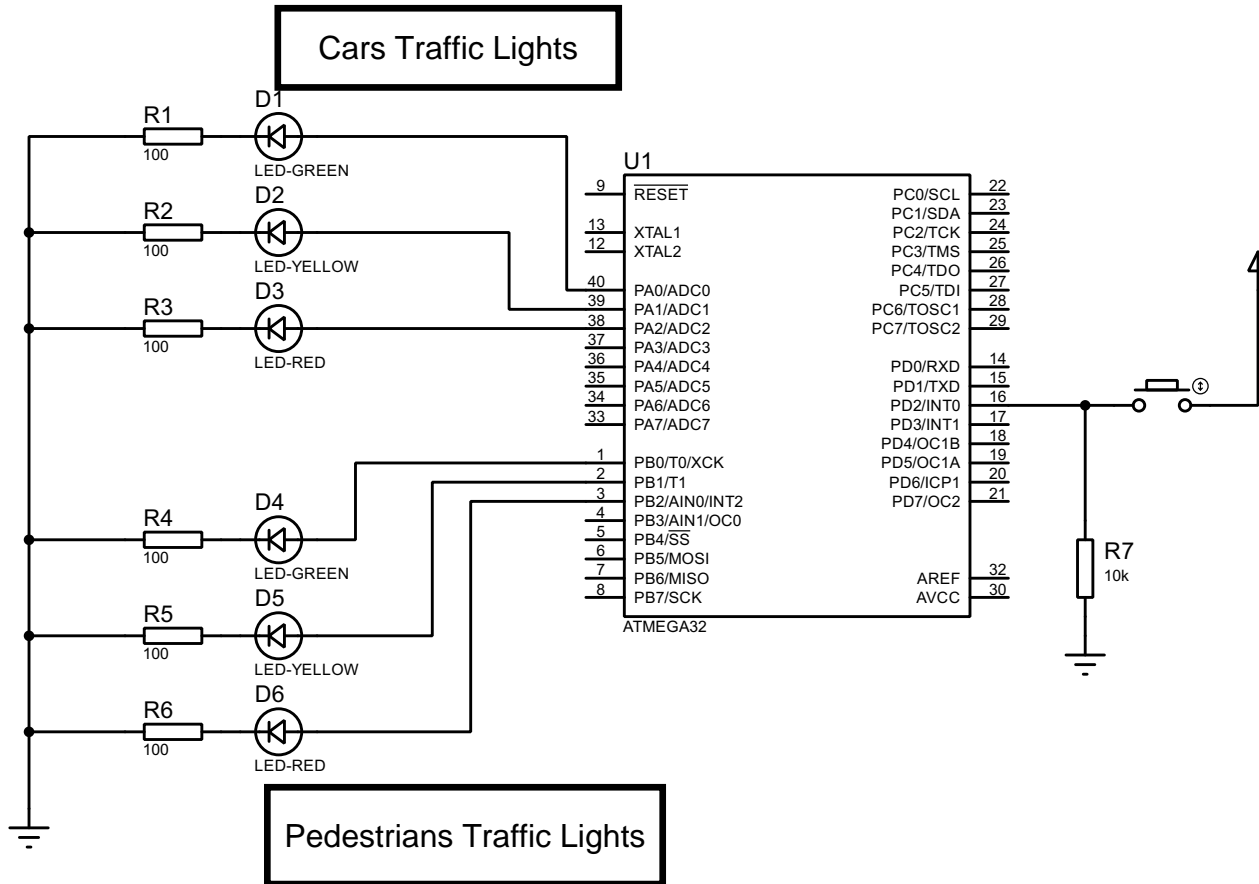 Cars Traffic Lights
R1
100
D1
LED-GREEN
R2
100
D2
LED-YELLOW
R3
100
D3
LED-RED
R4
100
D4
LED-GREEN
R5
100
D5
LED-YELLOW
R6
100
D6
LED-RED
Pedestrians Traffic Lights
U1
9 RESET
13 XTAL1
12 XTAL2
40 PA0/ADC0
39 PA1/ADC1
38 PA2/ADC2
37 PA3/ADC3
36 PA4/ADC4
35 PA5/ADC5
34 PA6/ADC6
33 PA7/ADC7
1 PB0/T0/XCK
2 PB1/T1
3 PB2/AIN0/INT2
4 PB3/AIN1/OC0
5 PB4/SS
6 PB5/MOSI
7 PB6/MISO
8 PB7/SCK
PC0/SCL 22
PC1/SDA 23
PC2/TCK 24
PC3/TMS 25
PC4/TDO 26
PC5/TDI 27
PC6/TOSC1 28
PC7/TOSC2 29
PD0/RXD 14
PD1/TXD 15
PD2/INT0 16
PD3/INT1 17
PD4/OC1B 18
PD5/OC1A 19
PD6/ICP1 20
PD7/OC2 21
AREF 32
AVCC 30
ATMEGA32
R7
10k